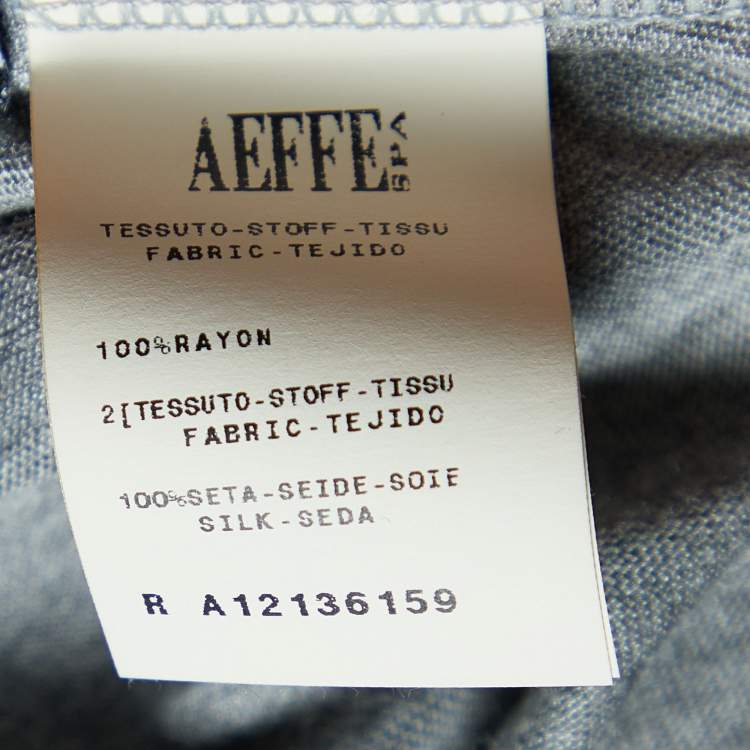 AEFFE SPA
TESSUTO-STOFF-TISSU
FABRIC-TEJIDO
100%RAYON
2[TESSUTO-STOFF-TISSU
FABRIC-TEJIDO
100%SETA-SEIDE-SOIE
SILK-SEDA
R A12136159